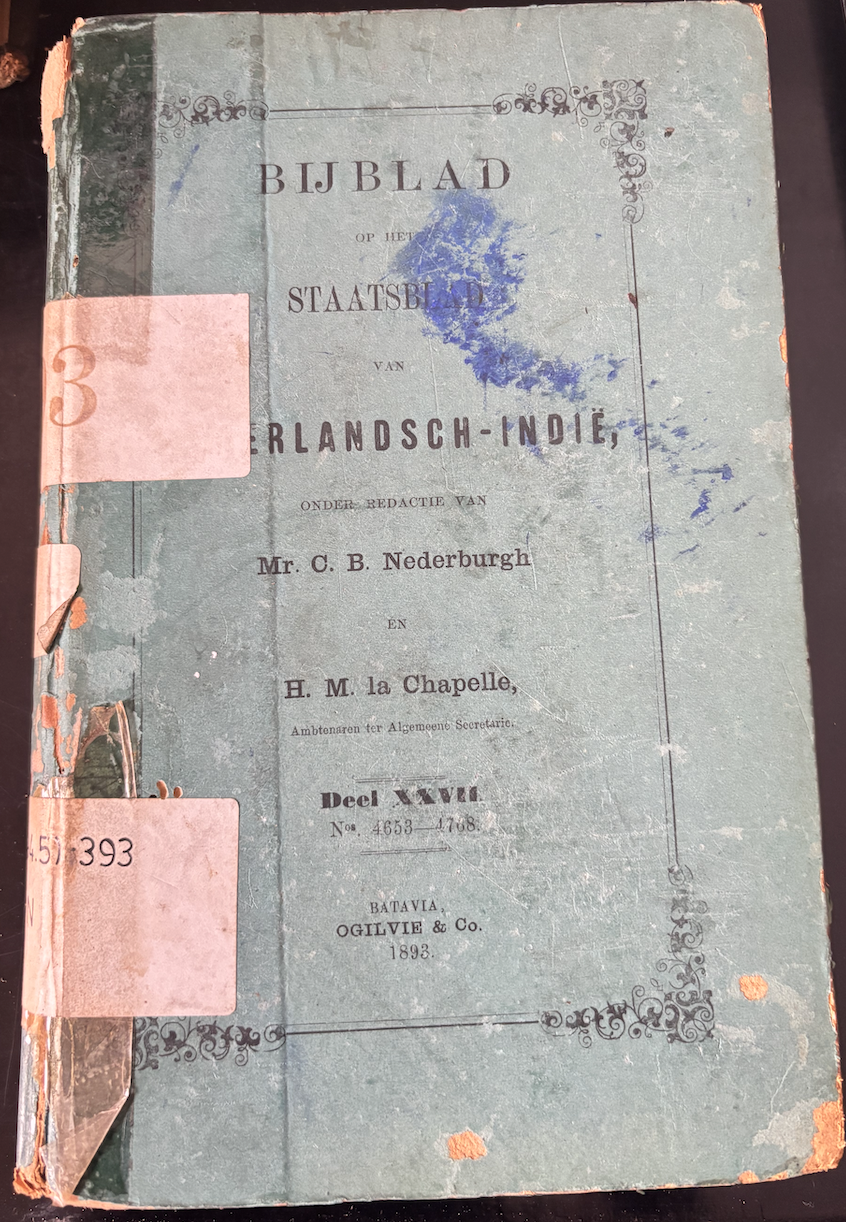 BIJBLAD
OP HET
STAATSBLAD
VAN
ERLANDSCH-INDIË,
ONDER REDACTIE VAN
Mr. C. B. Nederburgh
EN
H. M. la Chapelle,
Ambtenaren ter Algemeene Secretarie.
Deel XXVII.
Nos. 4653—4768.
BATAVIA,
OGILVIE & Co.
1893.
3
393
N